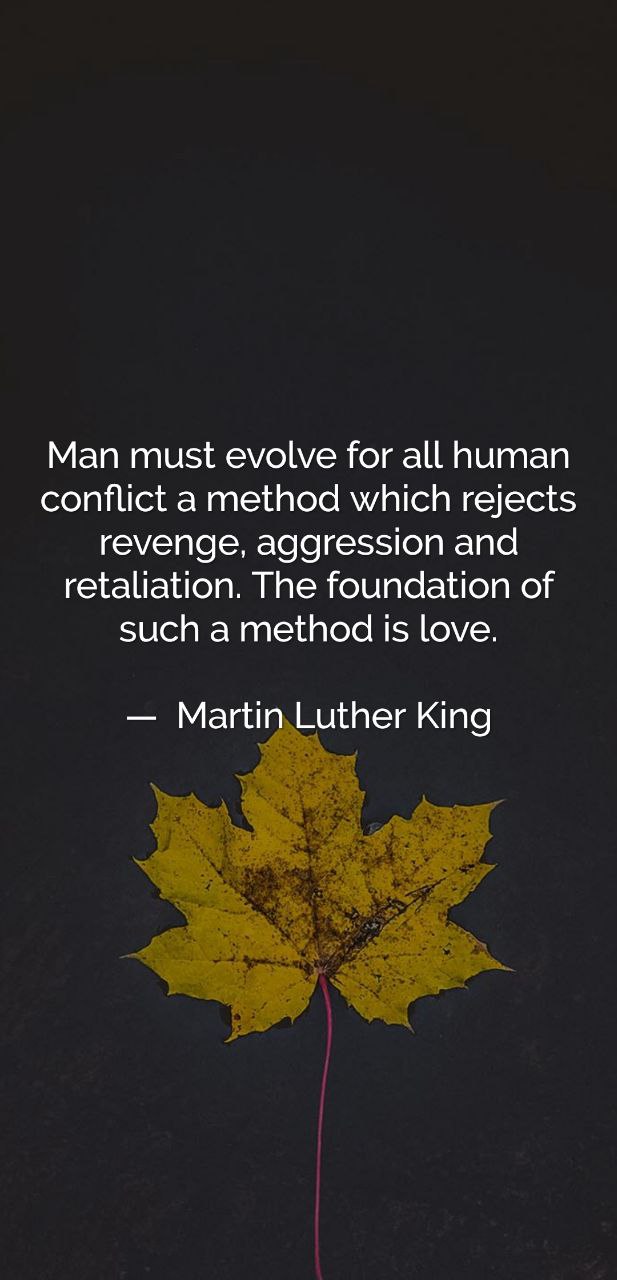 Man must evolve for all human
conflict a method which rejects
revenge, aggression and
retaliation. The foundation of
such a method is love.
— Martin Luther King